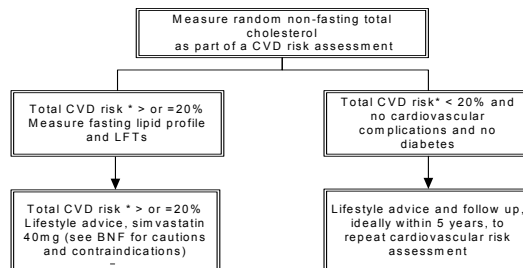 Measure random non-fasting total
cholesterol
as part of a CVD risk assessment
Total CVD risk * > or =20%
Measure fasting lipid profile
and LFTs
Total CVD risk* < 20% and
no cardiovascular
complications and no
diabetes
Total CVD risk * > or =20%
Lifestyle advice, simvastatin
40mg (see BNF for cautions
and contraindications)
Lifestyle advice and follow up,
ideally within 5 years, to
repeat cardiovascular risk
assessment